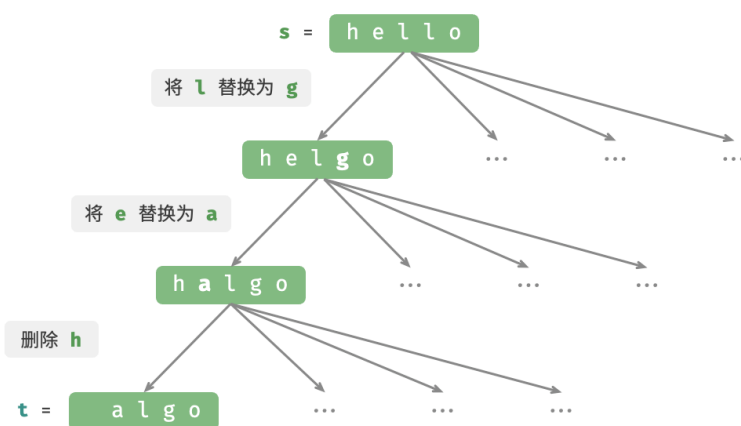 s = hello
将 l 替换为 g
helgo
... ... ...
将 e 替换为 a
halgo
... ... ...
删除 h
t = algo
... ... ...